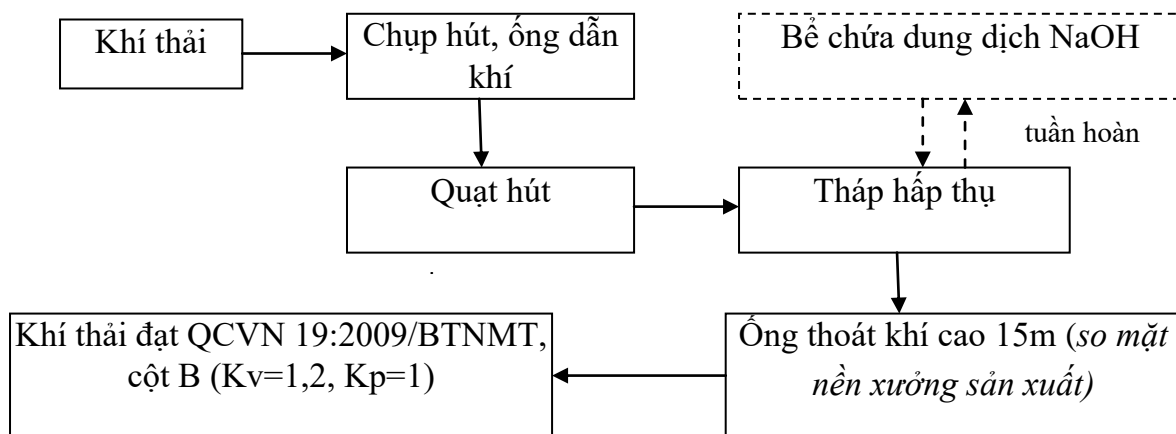 Khí thải
Chụp hút, ống dẫn
khí
Bể chứa dung dịch NaOH
tuần hoàn
Quạt hút
Tháp hấp thụ
Khí thải đạt QCVN 19:2009/BTNMT,
cột B (Kv=1,2, Kp=1)
Ống thoát khí cao 15m (so mặt
nền xưởng sản xuất)